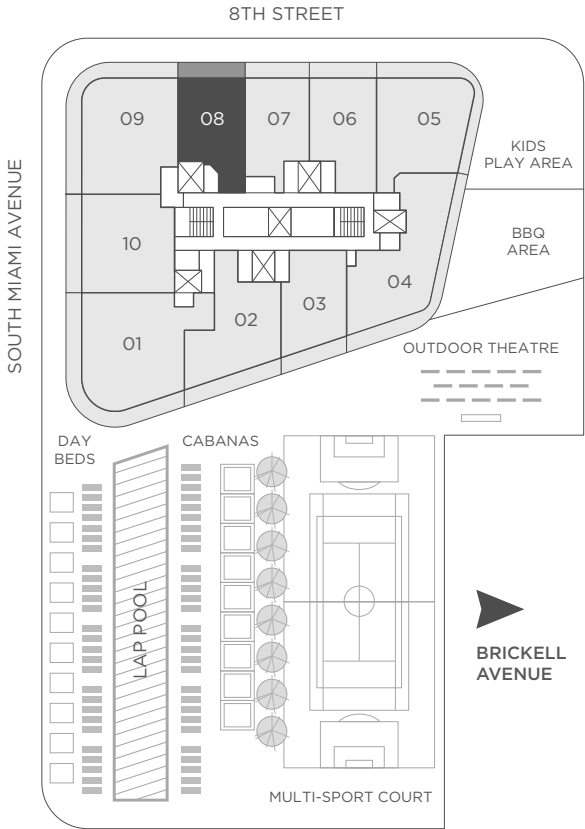 8TH STREET
09
08
07
06
05
KIDS
PLAY AREA
SOUTH MIAMI AVENUE
10
BBQ
AREA
04
03
02
01
OUTDOOR THEATRE
DAY
BEDS
CABANAS
LAP POOL
BRICKELL
AVENUE
MULTI-SPORT COURT